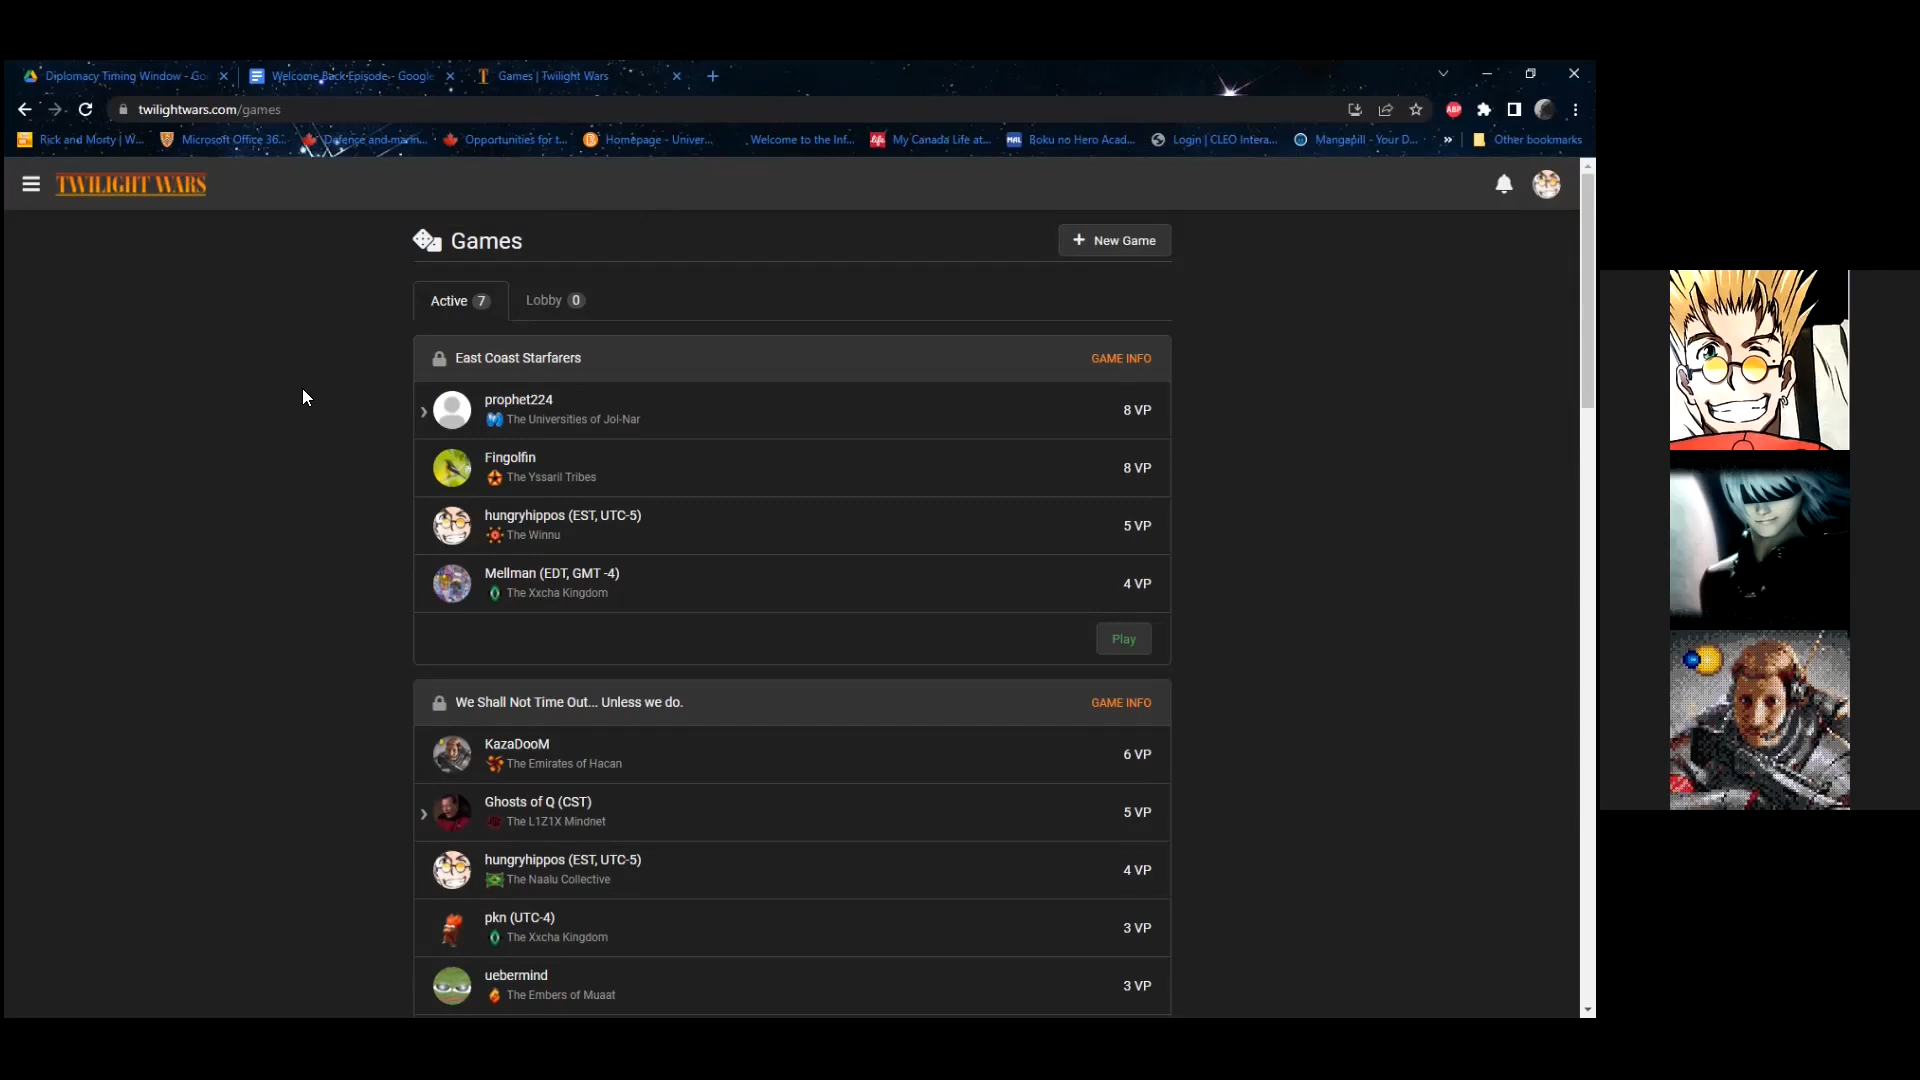 Diplomacy Timing Window - Go
Welcome Back Episode - Google
Games | Twilight Wars
twilightwars.com/games
ABP
Rick and Morty | W...
Microsoft Office 36...
Defence and marin...
Opportunities for t...
Homepage - Univer...
Welcome to the Inf...
life
My Canada Life at...
MAL
Boku no Hero Acad...
Login | CLEO Intera...
Mangapill - Your D...
Other bookmarks
TWILIGHT WARS
Games
New Game
Active 7
Lobby 0
East Coast Starfarers
GAME INFO
prophet224
The Universities of Jol-Nar
8 VP
Fingolfin
The Yssaril Tribes
8 VP
hungryhippos (EST, UTC-5)
The Winnu
5 VP
Mellman (EDT, GMT -4)
The Xxcha Kingdom
4 VP
Play
We Shall Not Time Out... Unless we do.
GAME INFO
KazaDooM
The Emirates of Hacan
6 VP
Ghosts of Q (CST)
The L1Z1X Mindnet
5 VP
hungryhippos (EST, UTC-5)
The Naalu Collective
4 VP
pkn (UTC-4)
The Xxcha Kingdom
3 VP
uebermind
The Embers of Muaat
3 VP